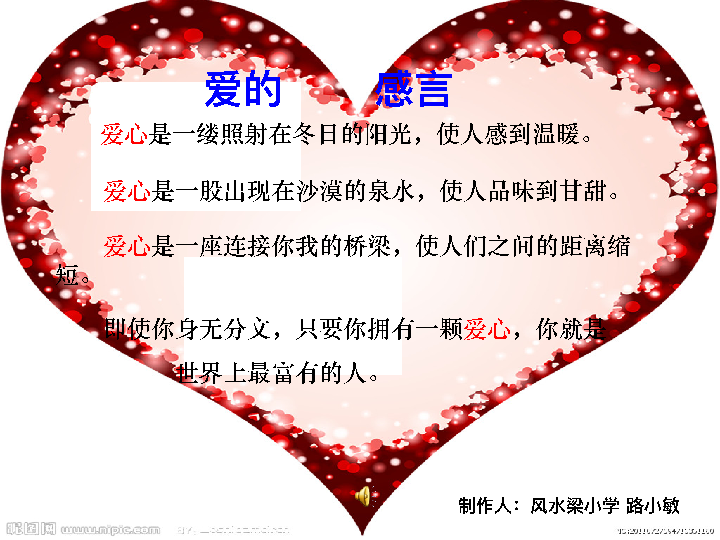 爱的 感言
爱心是一缕照射在冬日的阳光，使人感到温暖。
爱心是一股出现在沙漠的泉水，使人品味到甘甜。
爱心是一座连接你我的桥梁，使人们之间的距离缩
短。
即使你身无分文，只要你拥有一颗爱心，你就是
世界上最富有的人。
制作人：风水梁小学 路小敏
昵图网 www.nipic.com